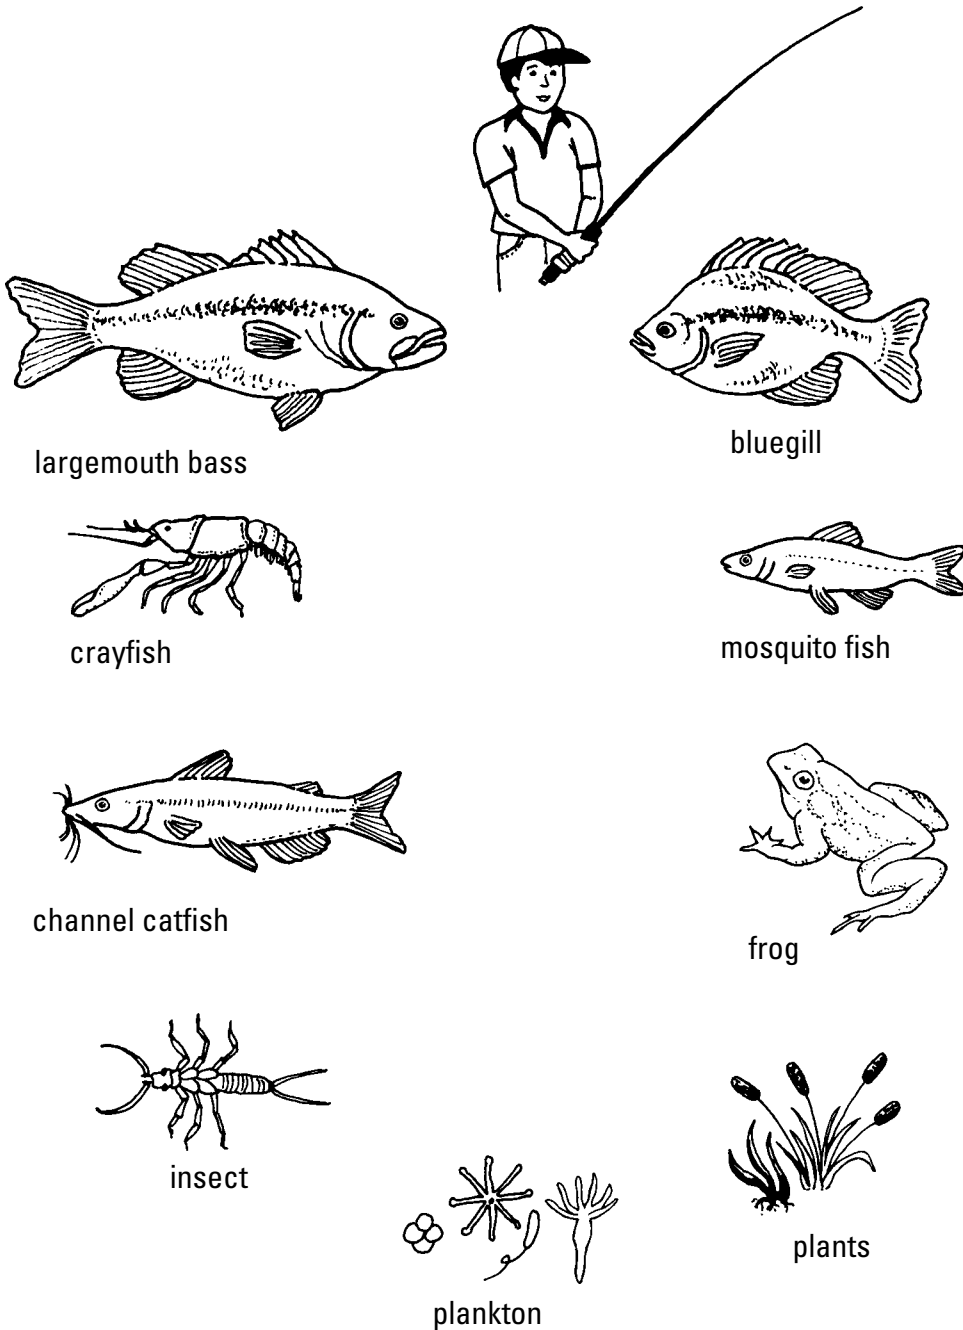 largemouth bass
bluegill
crayfish
mosquito fish
channel catfish
frog
insect
plants
plankton